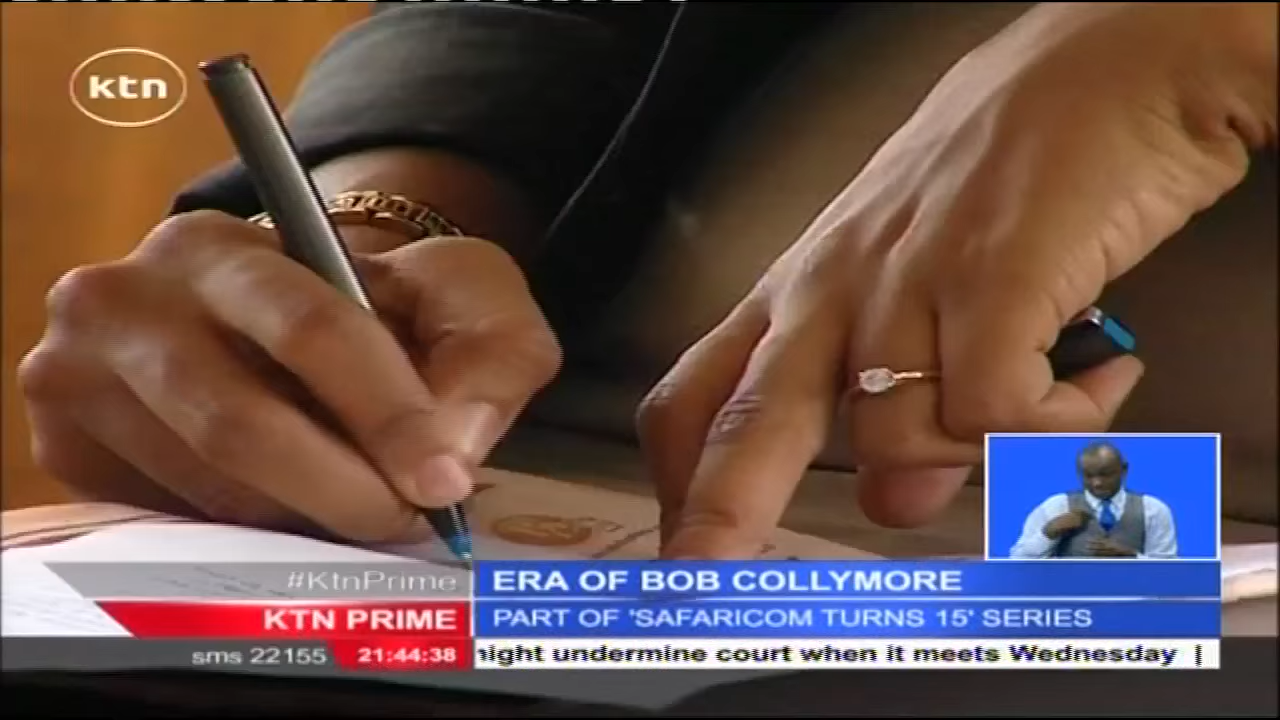 ktn
#KtnPrime
ERA OF BOB COLLYMORE
KTN PRIME
PART OF 'SAFARICOM TURNS 15' SERIES
sms 22155
21:44:38
night undermine court when it meets Wednesday |